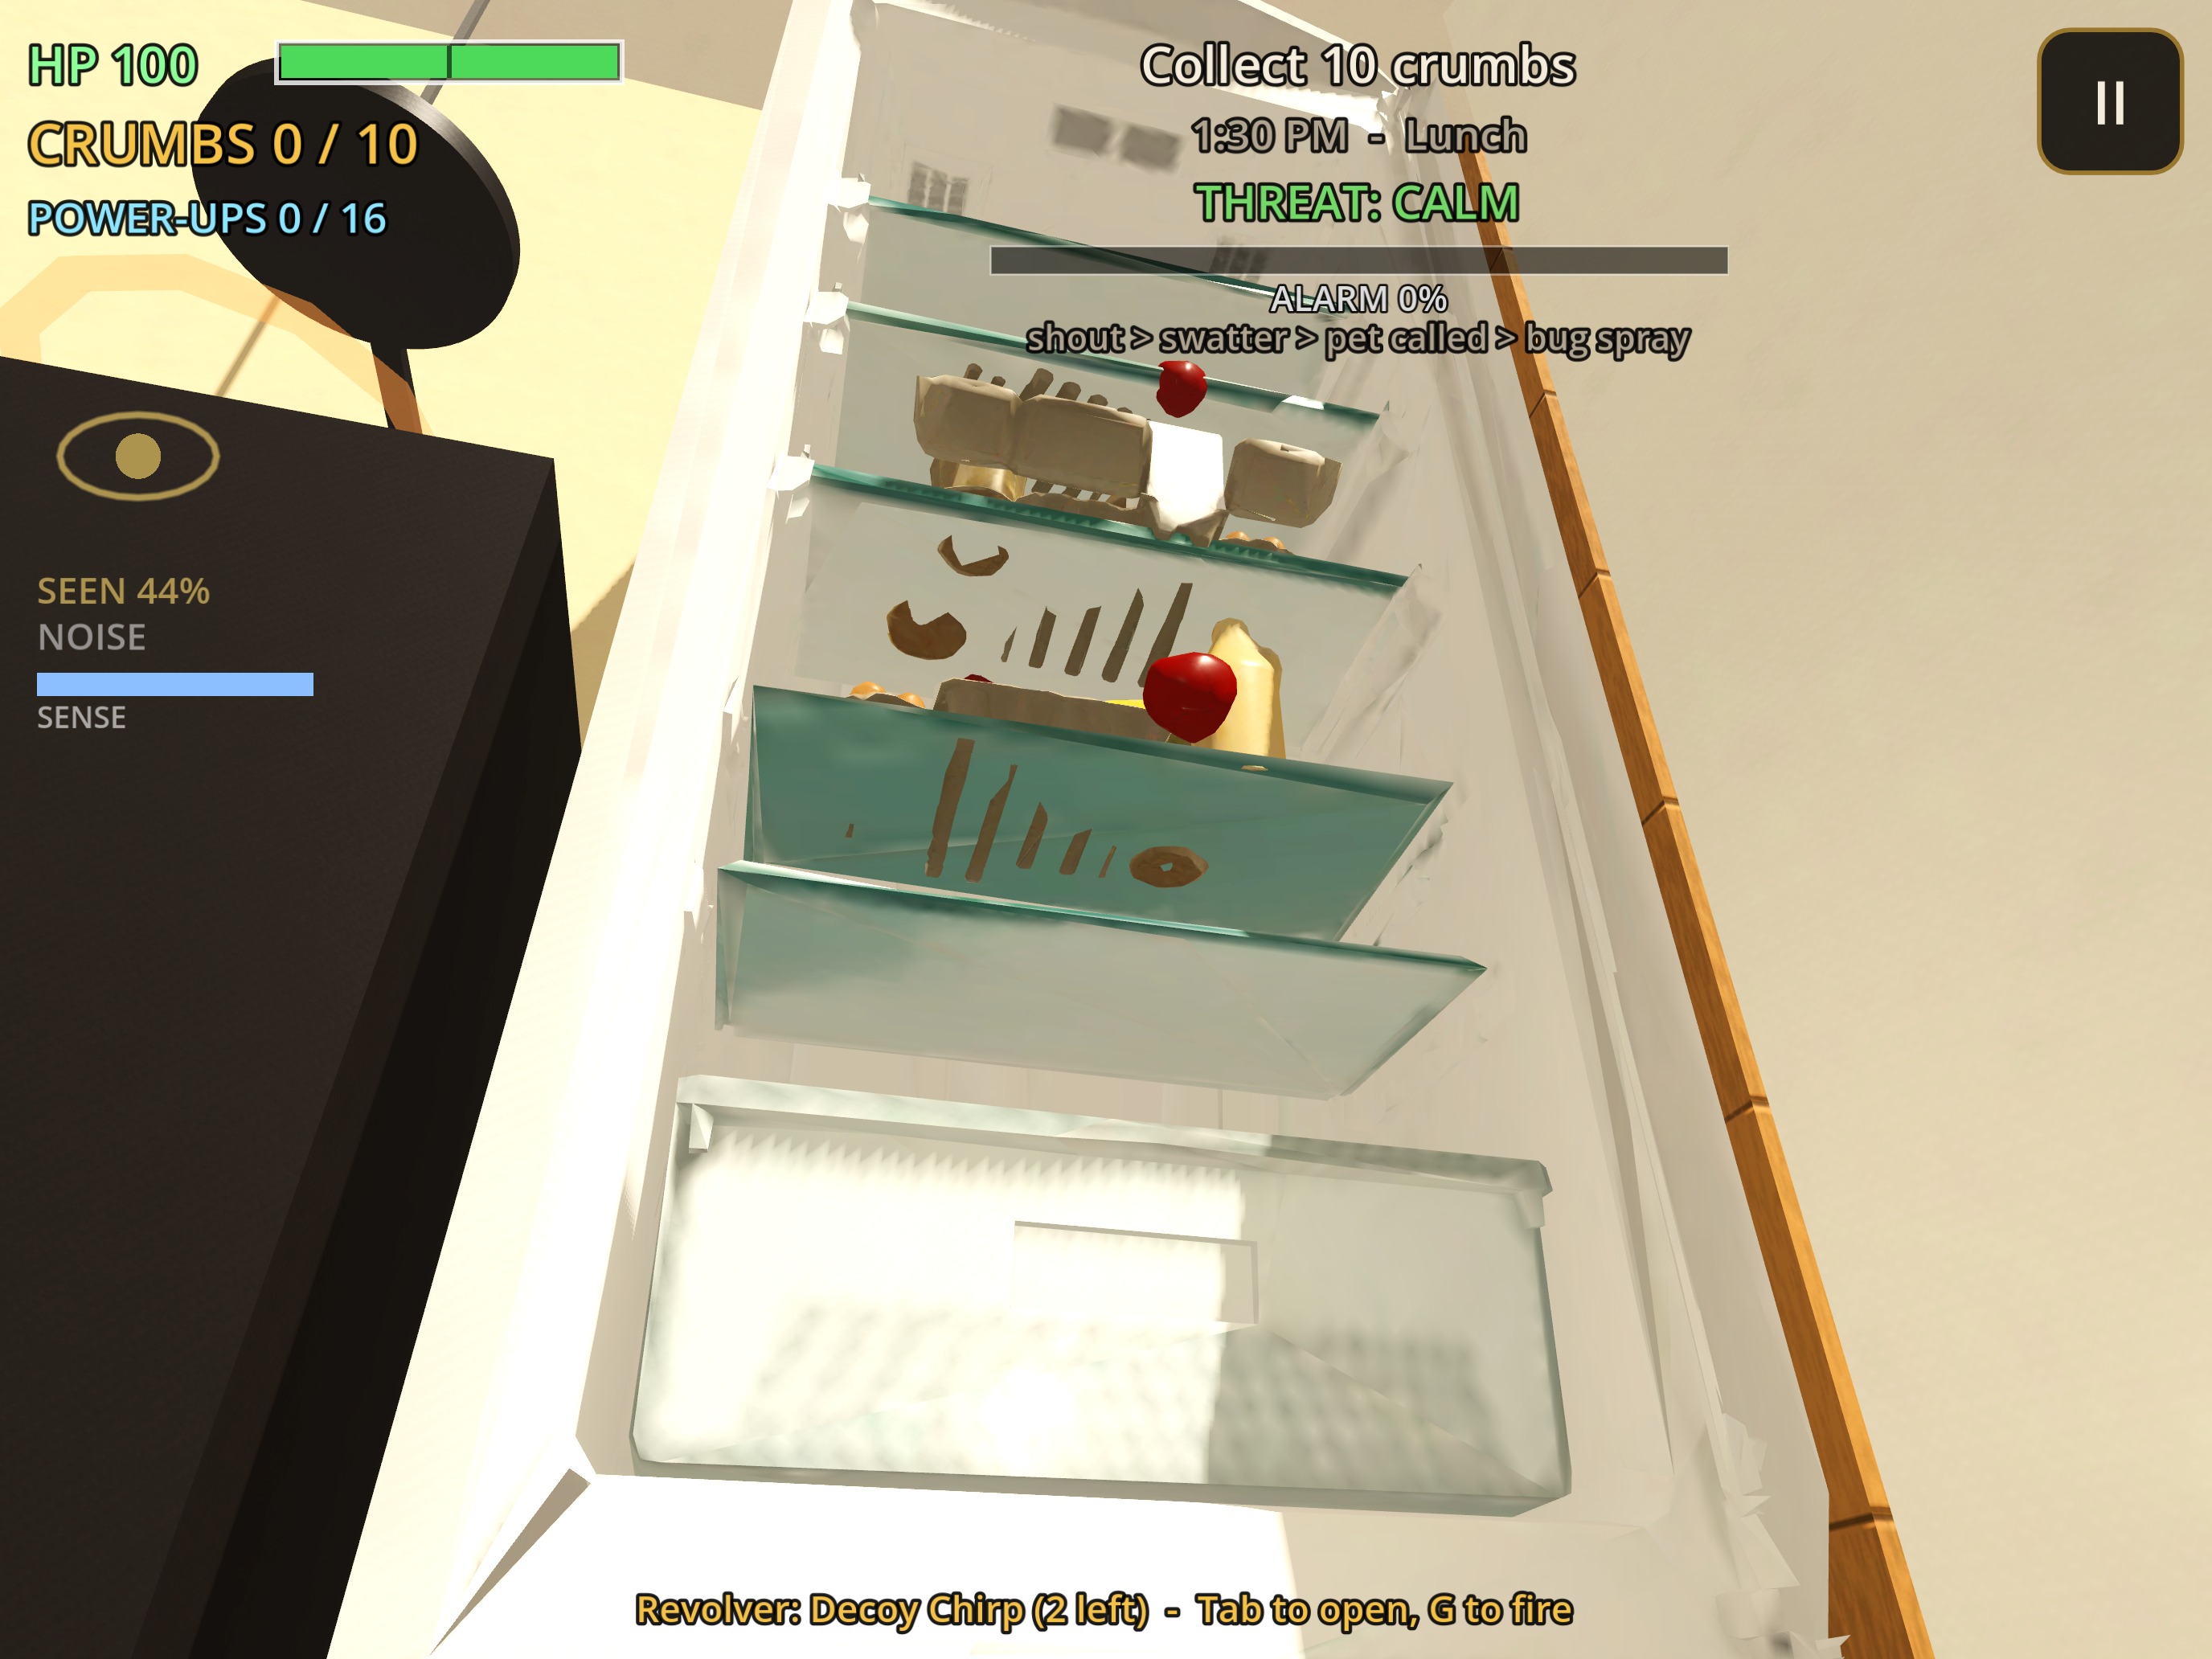 HP 100
CRUMBS 0 / 10
POWER-UPS 0 / 16
Collect 10 crumbs
1:30 PM - Lunch
THREAT: CALM
ALARM 0%
shout > swatter > pet called > bug spray
SEEN 44%
NOISE
SENSE
Revolver: Decoy Chirp (2 left) - Tab to open, G to fire